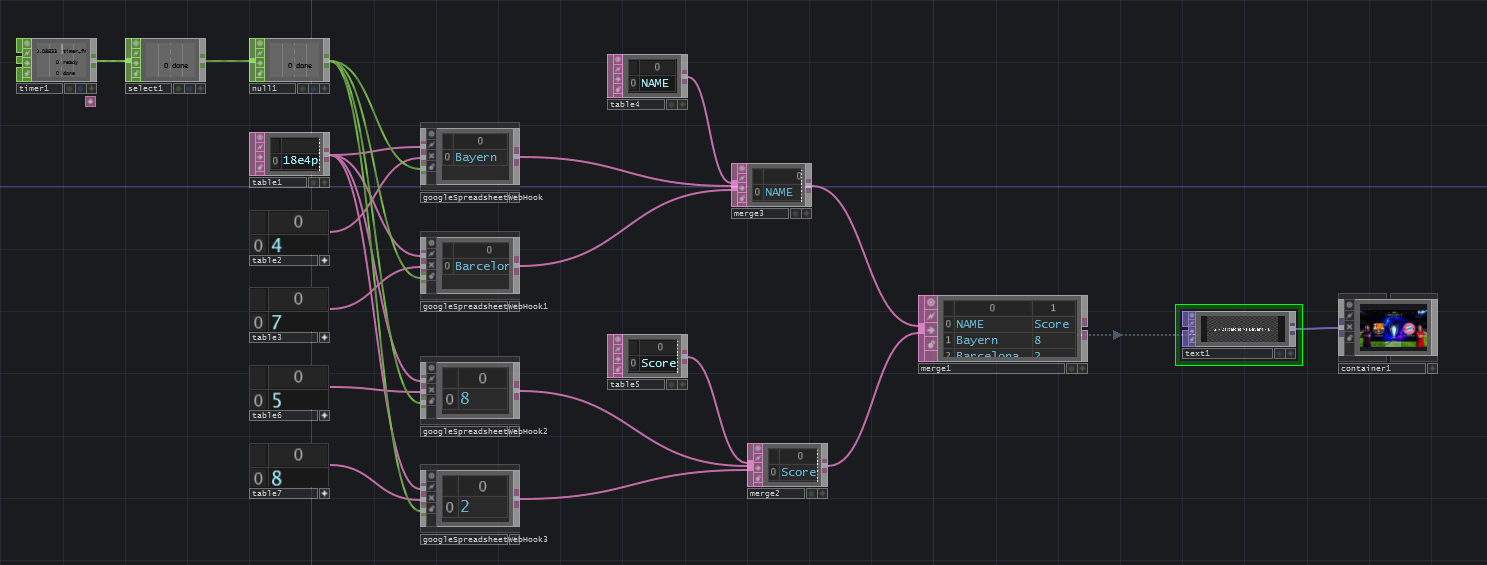 0.08333 timer_fr
0 ready
0 done
timer1
0 done
select1
0 done
null1
0
0 NAME
table4
0
0 18e4p
table1
0
0 Bayern
googleSpreadsheetWebHook
0
0 NAME
merge3
0
0 4
table2
0
0 Barcelon
googleSpreadsheetWebHook1
0
0 7
table3
0 1
0 NAME Score
1 Bayern 8
2 Barcelona 2
merge1
text1
container1
0
0 Score
table5
0
0 5
table6
0
0 8
googleSpreadsheetWebHook2
0
0 8
table7
0
0 Score
merge2
0
0 2
googleSpreadsheetWebHook3